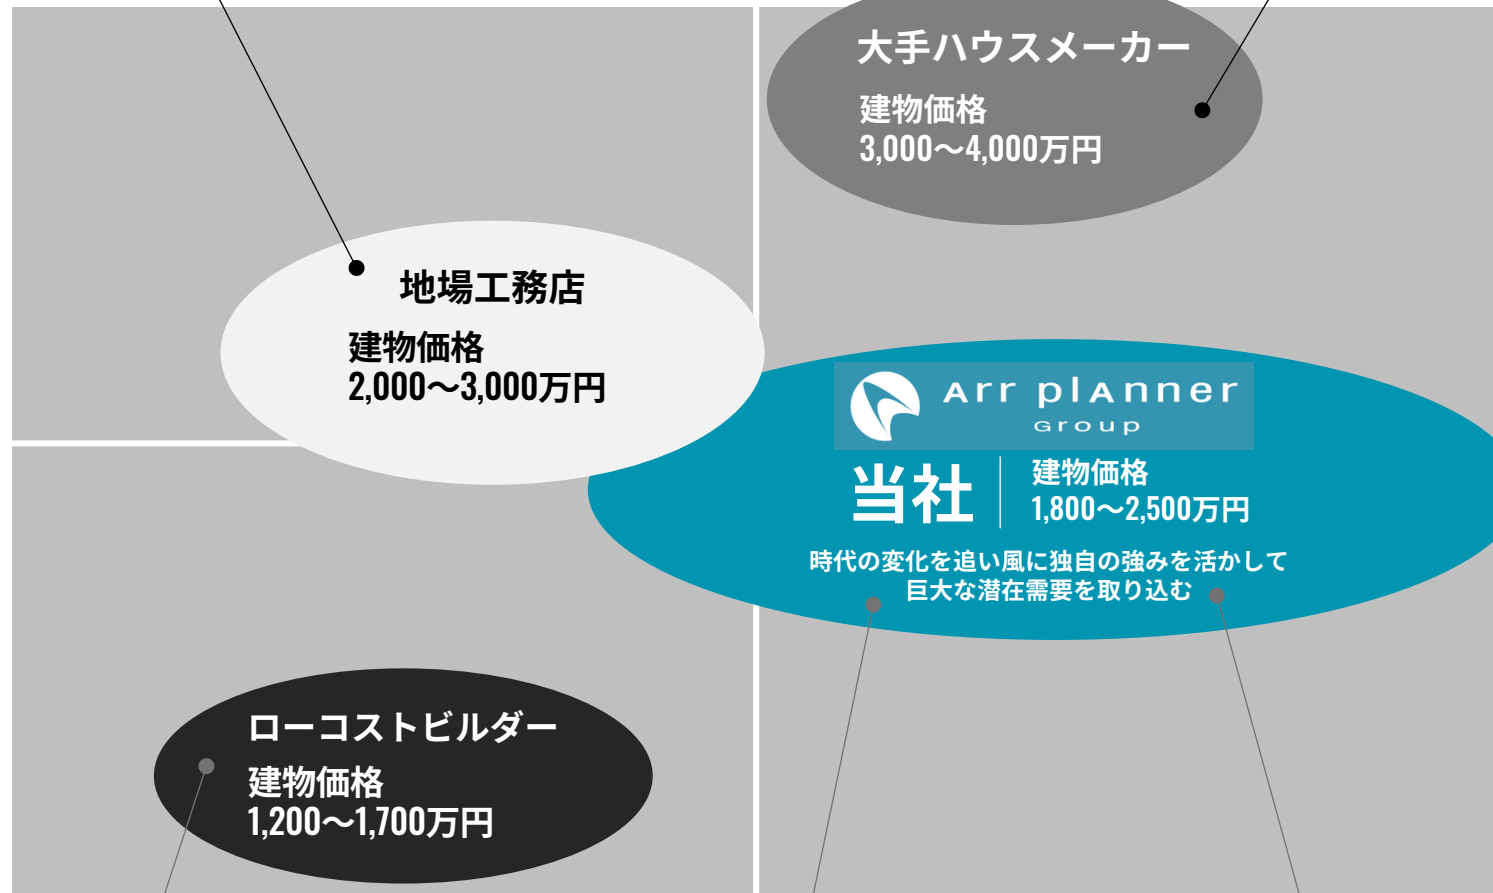 大手ハウスメーカー
建物価格
3,000〜4,000万円
地場工務店
建物価格
2,000〜3,000万円
Arr plAnner
Group
当社
建物価格
1,800〜2,500万円
時代の変化を追い風に独自の強みを活かして
巨大な潜在需要を取り込む
ローコストビルダー
建物価格
1,200〜1,700万円